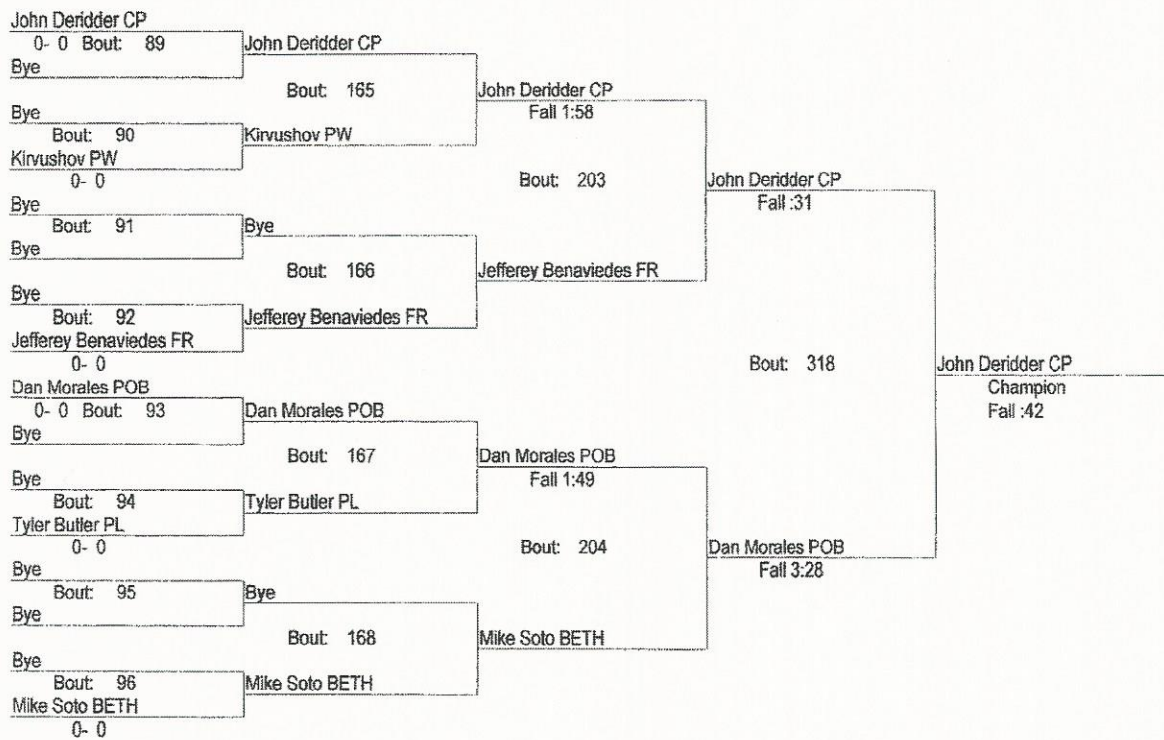 John Deridder CP
0- 0 Bout: 89
Bye
Bye
Bout: 90
Kirvushov PW
0- 0
Bye
Bout: 91
Bye
Bye
Bout: 92
Jefferey Benaviedes FR
0- 0
Dan Morales POB
0- 0 Bout: 93
Bye
Bye
Bout: 94
Tyler Butler PL
0- 0
Bye
Bout: 95
Bye
Bye
Bout: 96
Mike Soto BETH
0- 0
John Deridder CP
Bout: 165
Kirvushov PW
Bye
Bout: 166
Jefferey Benaviedes FR
Dan Morales POB
Bout: 167
Tyler Butler PL
Bye
Bout: 168
Mike Soto BETH
John Deridder CP
Fall 1:58
Bout: 203
Jefferey Benaviedes FR
Dan Morales POB
Fall 1:49
Bout: 204
Mike Soto BETH
John Deridder CP
Fall :31
Bout: 318
Dan Morales POB
Fall 3:28
John Deridder CP
Champion
Fall :42